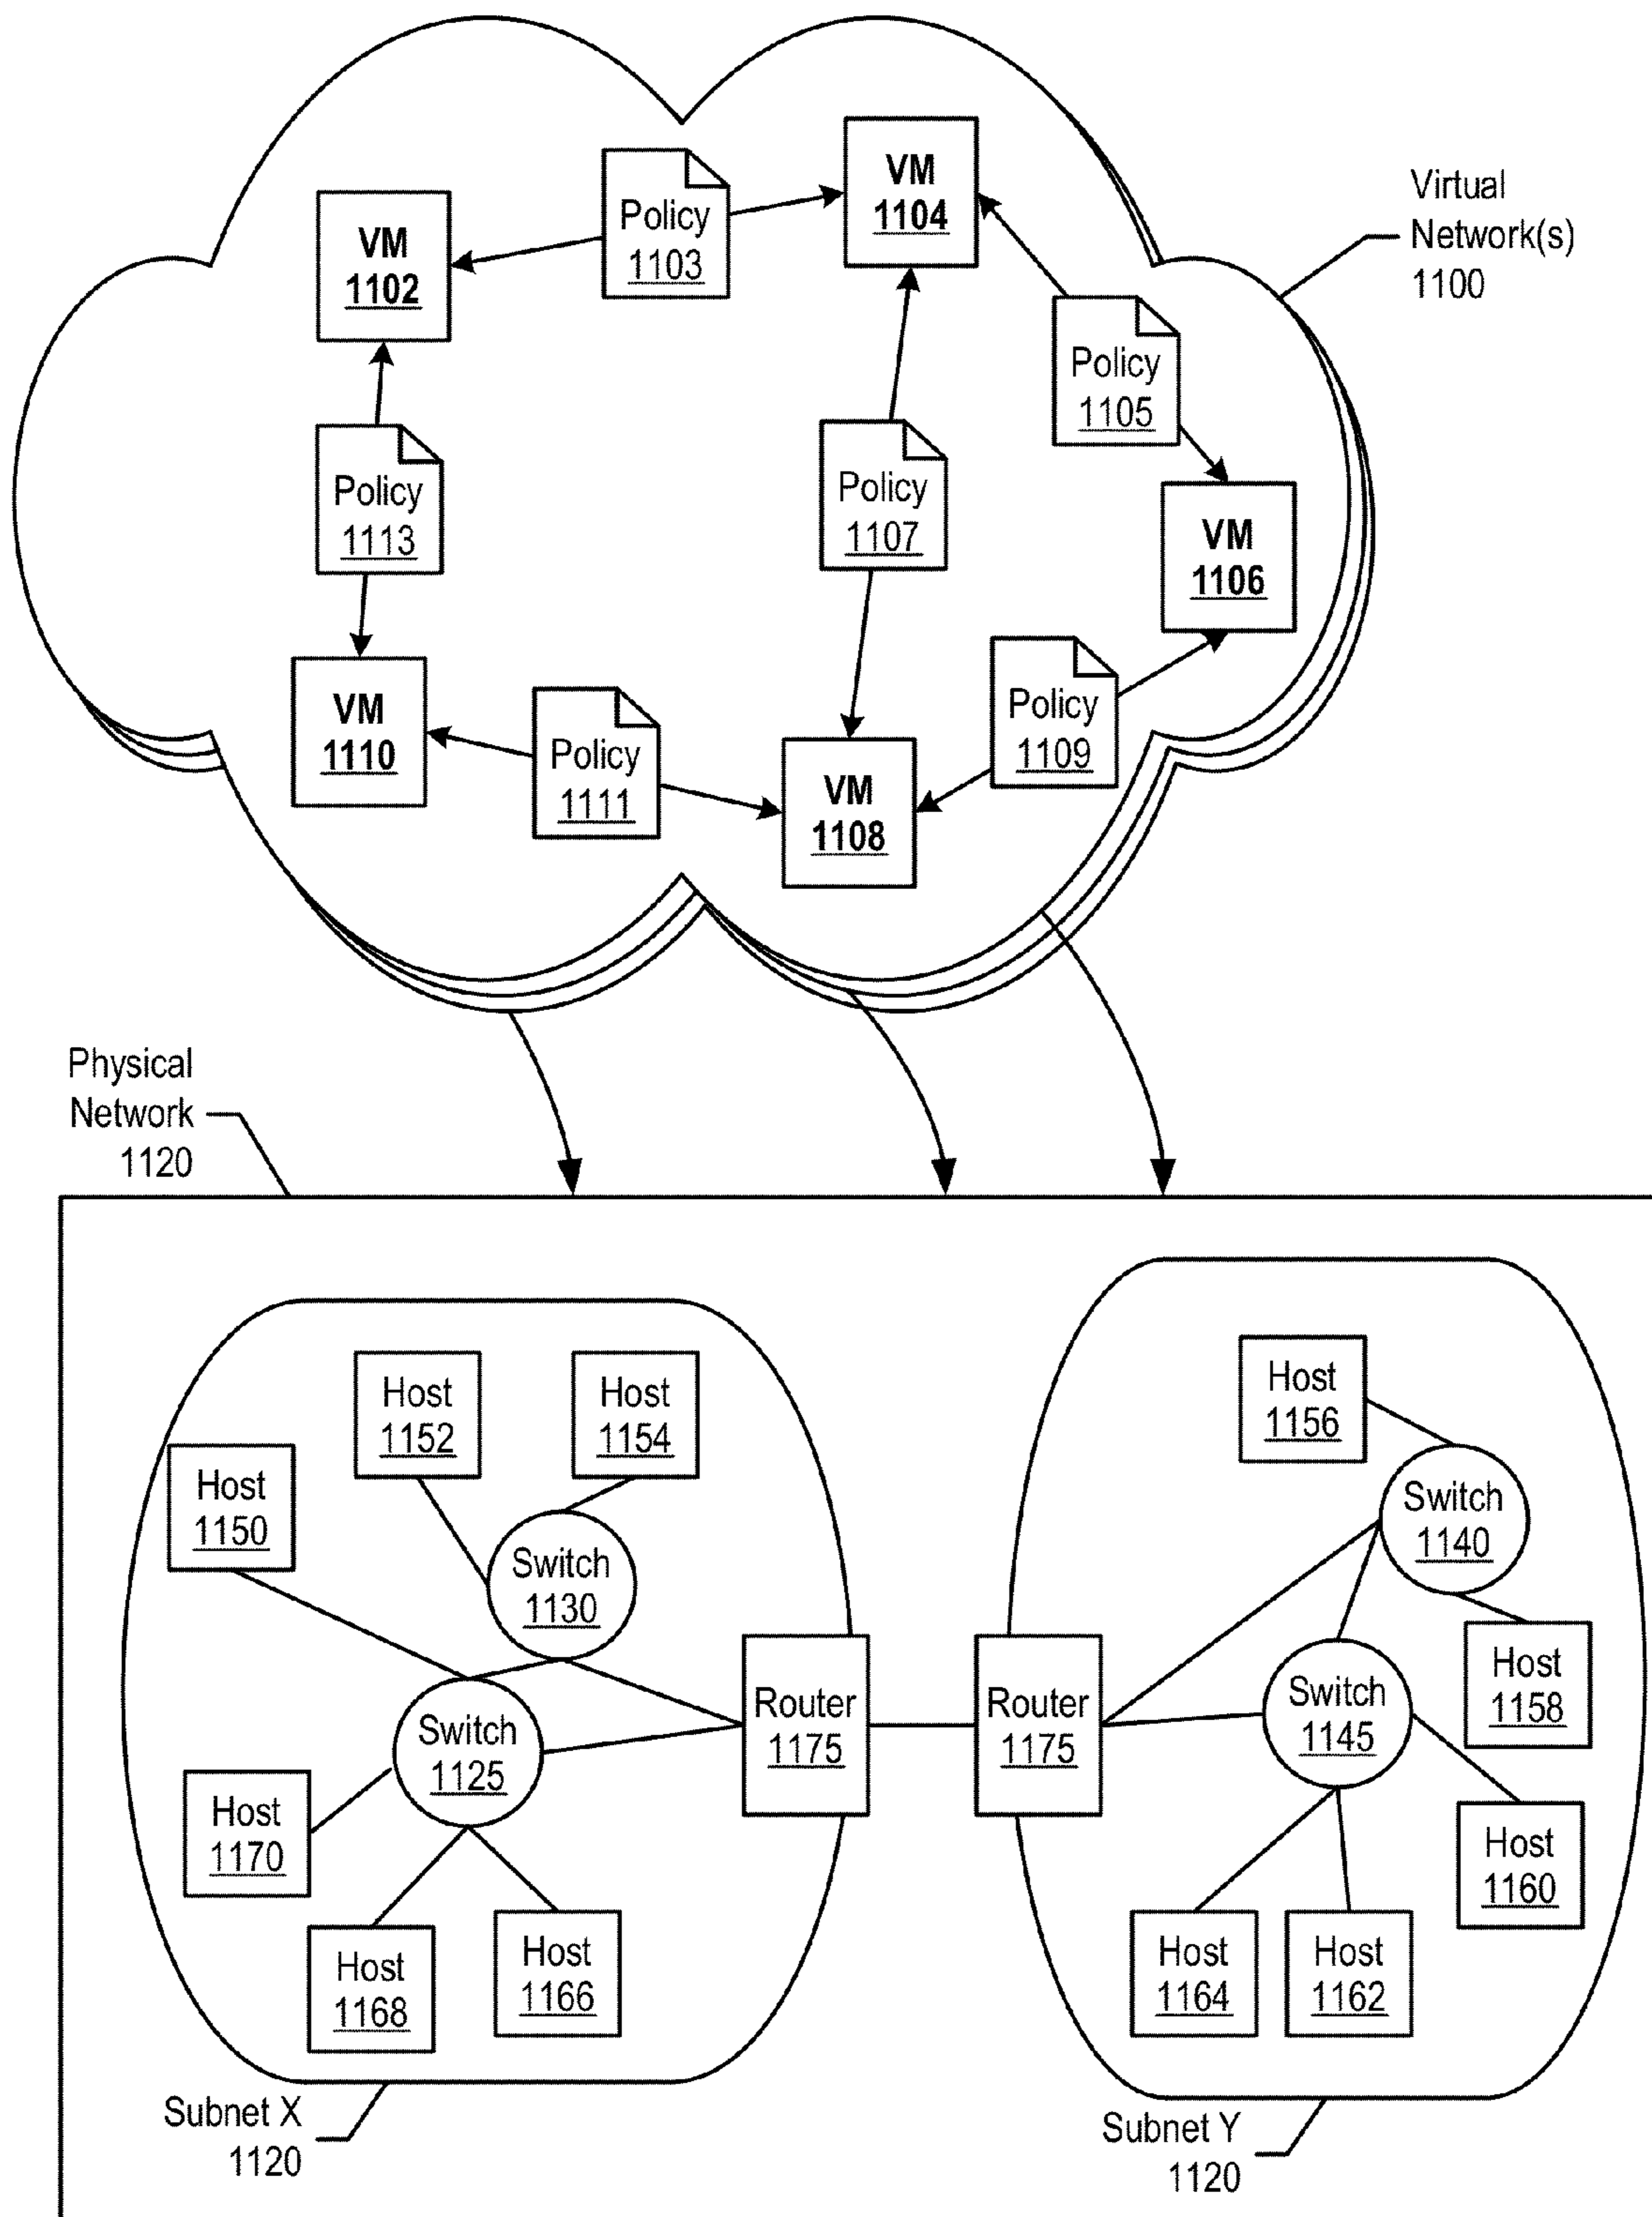 VM
1104
Policy
1103
VM
1102
Virtual
Network(s)
1100
Policy
1105
Policy
1113
Policy
1107
VM
1106
VM
1110
Policy
1111
Policy
1109
VM
1108
Physical
Network
1120
Host
1152
Host
1154
Host
1150
Switch
1130
Switch
1125
Router
1175
Host
1170
Host
1168
Host
1166
Subnet X
1120
Host
1156
Switch
1140
Router
1175
Switch
1145
Host
1158
Host
1160
Host
1164
Host
1162
Subnet Y
1120